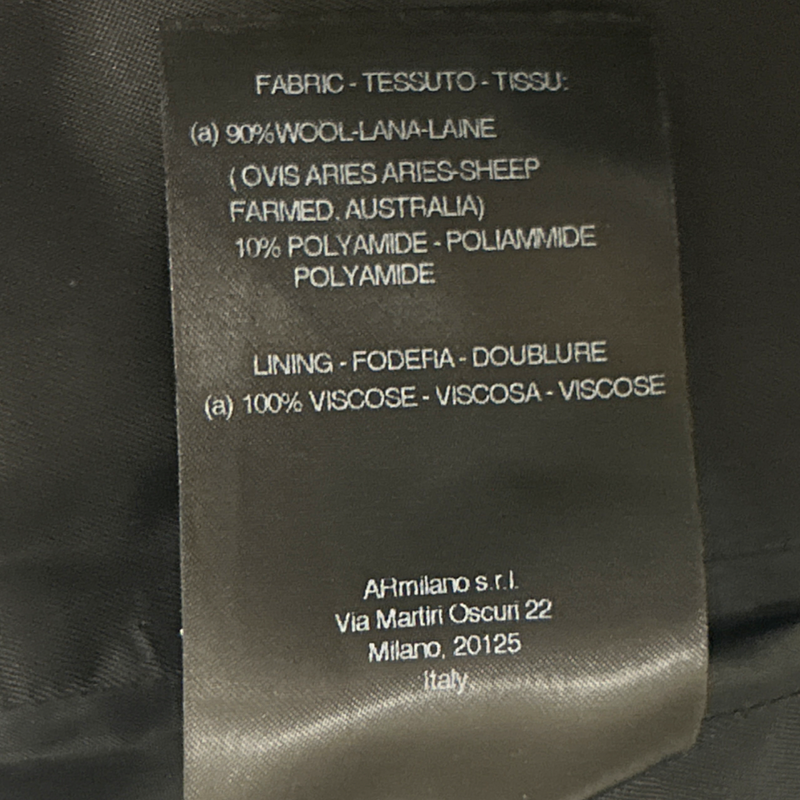 FABRIC - TESSUTO - TISSU:
(a) 90% WOOL-LANA-LAINE
( OVIS ARIES ARIES-SHEEP
FARMED, AUSTRALIA)
10% POLYAMIDE - POLIAMMIDE
POLYAMIDE
LINING - FODERA - DOUBLURE
(a) 100% VISCOSE - VISCOSA - VISCOSE
ARmilano s.r.l.
Via Martiri Oscuri 22
Milano, 20125
Italy